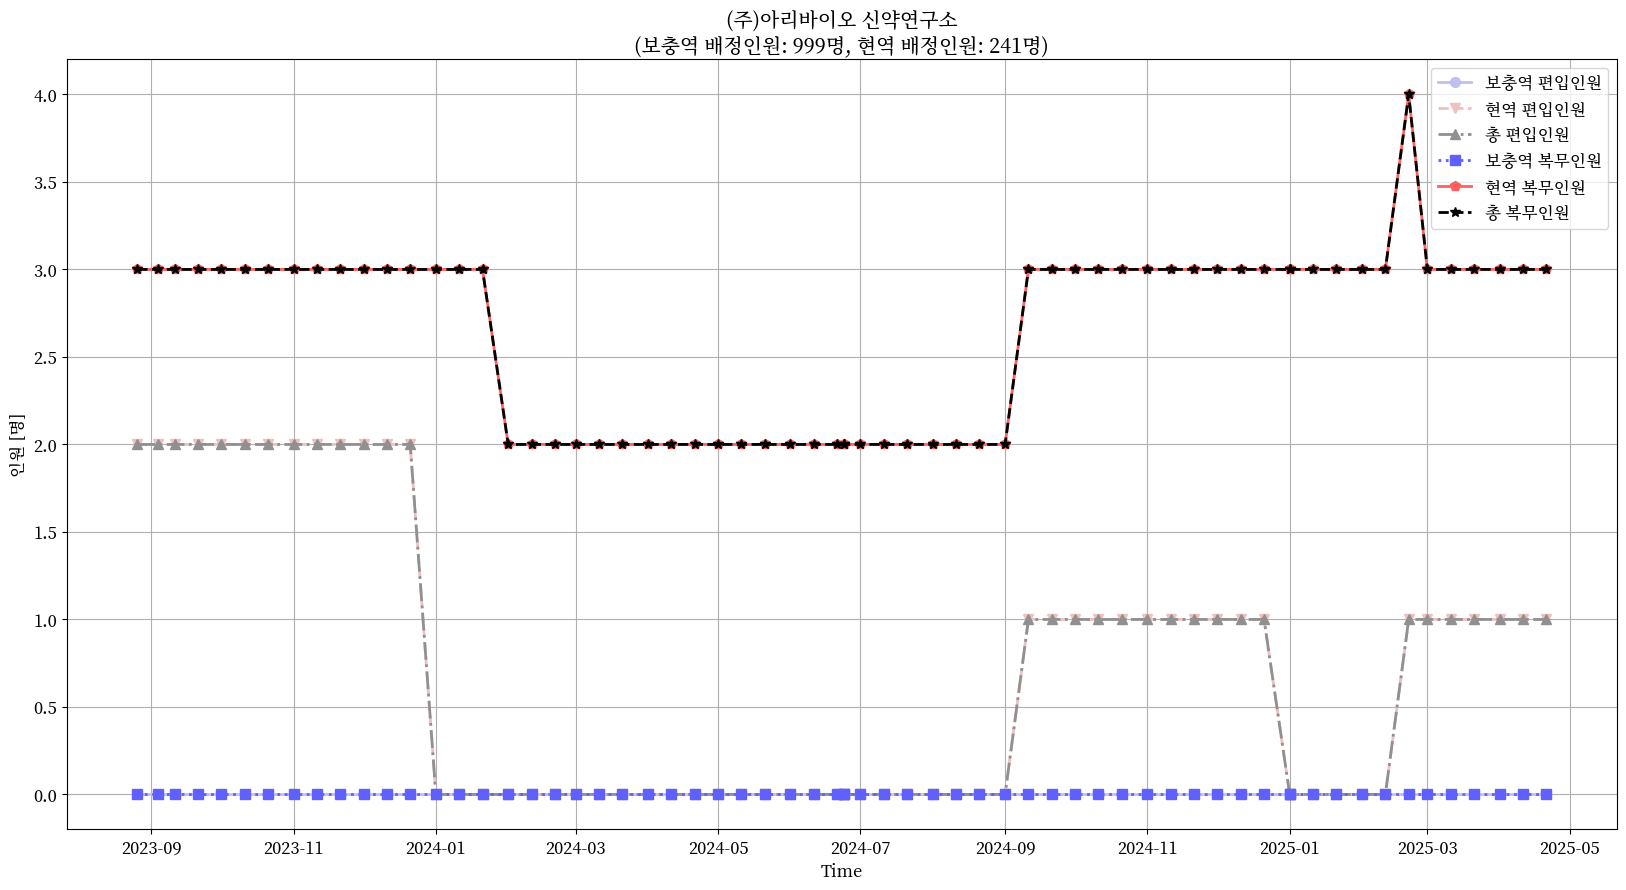 (주)아리바이오 신약연구소
(보충역 배정인원: 999명, 현역 배정인원: 241명)
보충역 편입인원
현역 편입인원
총 편입인원
보충역 복무인원
현역 복무인원
총 복무인원
4.0
3.5
3.0
2.5
2.0
1.5
1.0
0.5
0.0
인원 [명]
2023-09 2023-11 2024-01 2024-03 2024-05 2024-07 2024-09 2024-11 2025-01 2025-03 2025-05
Time